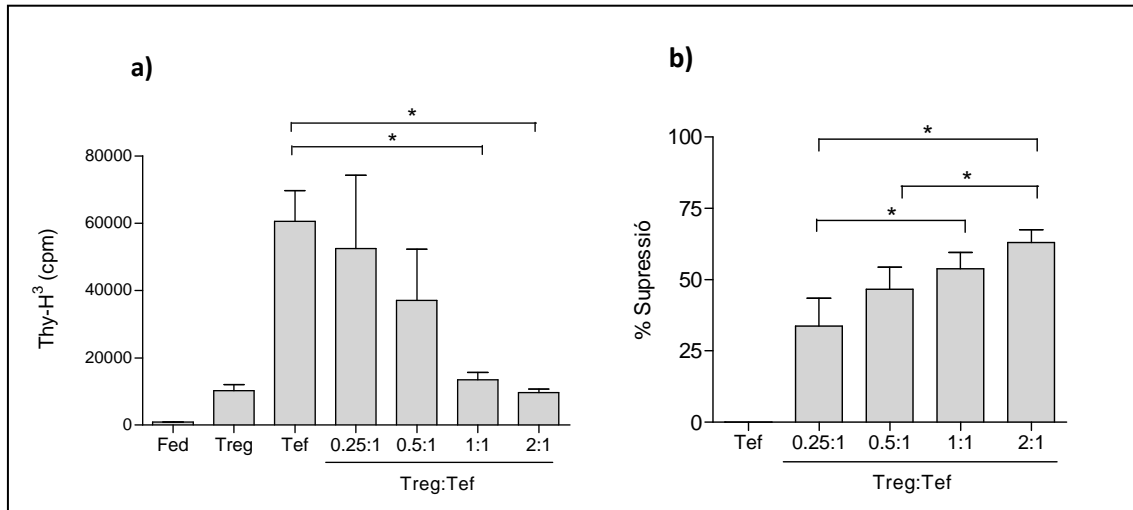 a)
*
*
80000
60000
40000
20000
0
Thy-H³ (cpm)
Fed Treg Tef 0.25:1 0.5:1 1:1 2:1
Treg:Tef
b)
*
*
*
100
75
50
25
0
% Supressió
Tef 0.25:1 0.5:1 1:1 2:1
Treg:Tef